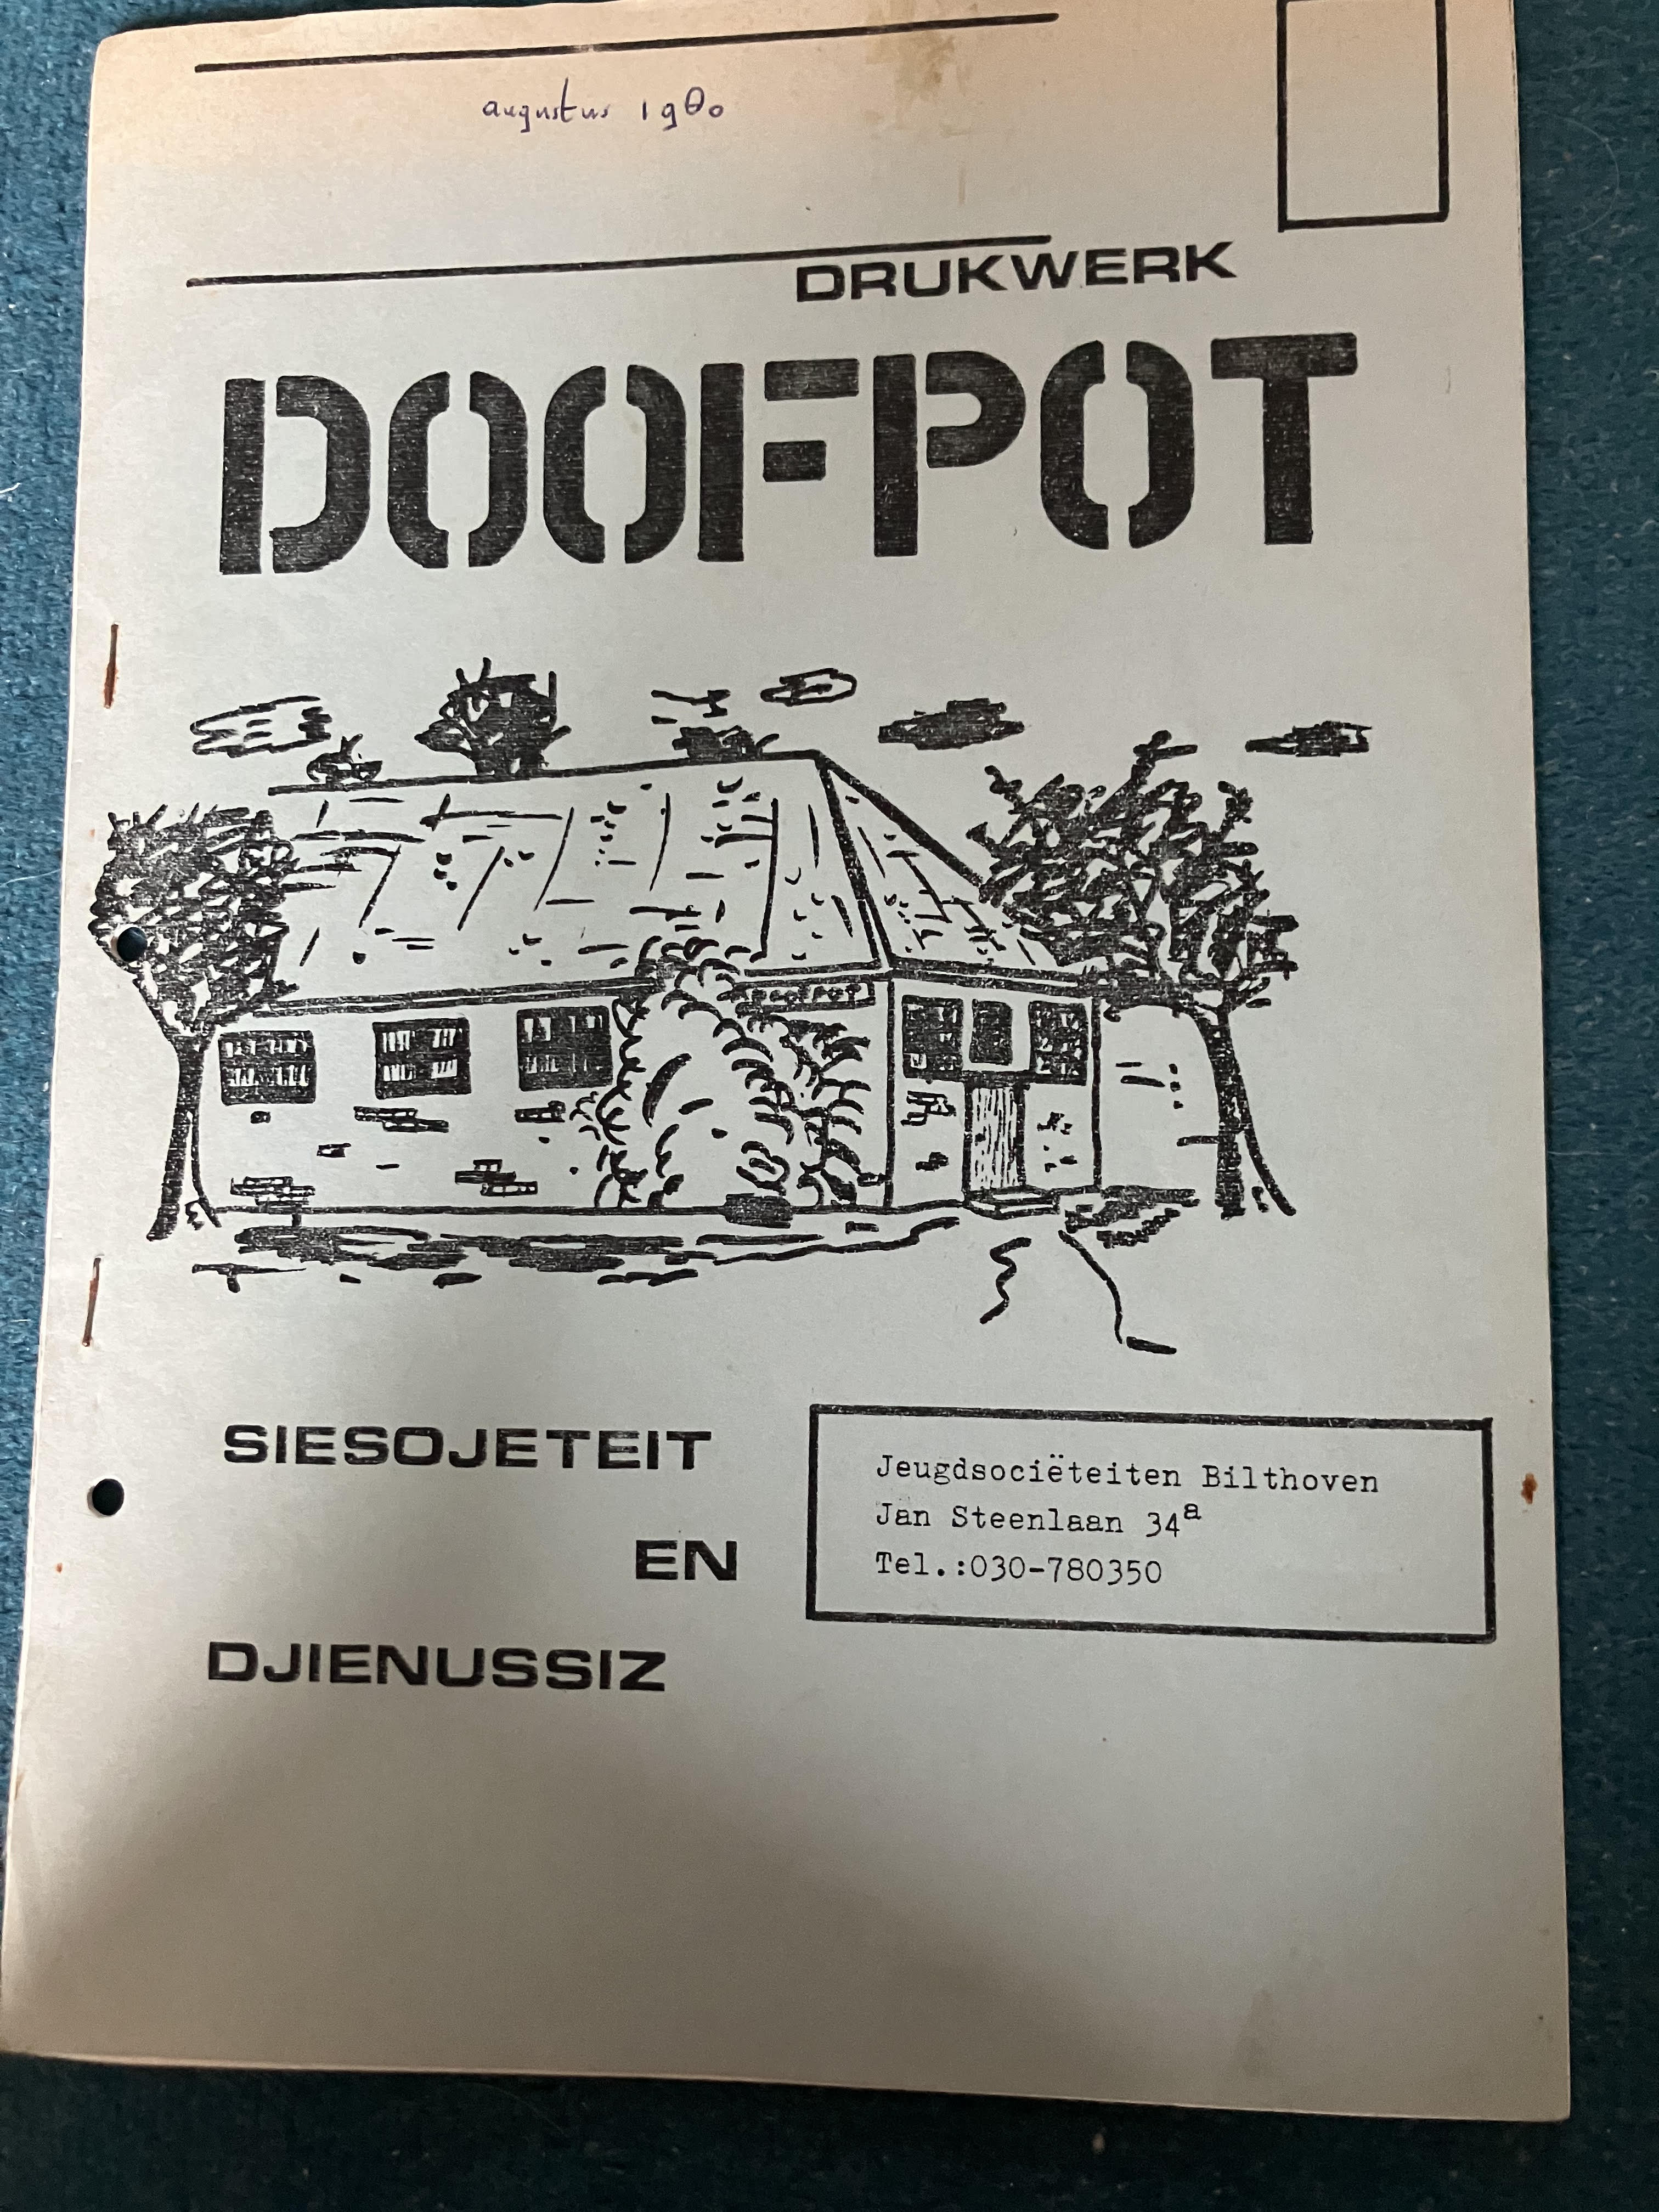 augustus 1980
DRUKWERK
DOOFPOT
DOOFPOT
SIESOJETEIT
EN
DJIENUSSIZ
Jeugdsociëteiten Bilthoven
Jan Steenlaan 34a
Tel.:030-780350